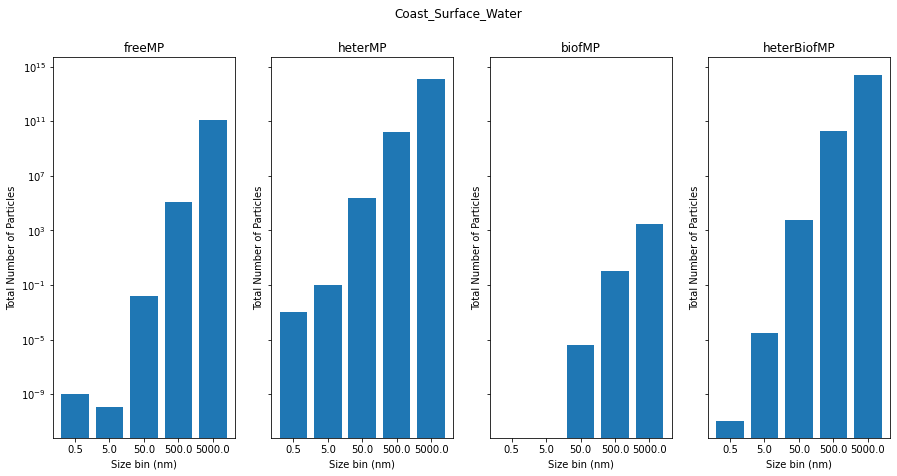 Coast_Surface_Water
freeMP
heterMP
biofMP
heterBiofMP
10^15
10^11
10^7
10^3
10^-1
10^-5
10^-9
Total Number of Particles
Total Number of Particles
Total Number of Particles
Total Number of Particles
0.5 5.0 50.0 500.0 5000.0
0.5 5.0 50.0 500.0 5000.0
0.5 5.0 50.0 500.0 5000.0
0.5 5.0 50.0 500.0 5000.0
Size bin (nm)
Size bin (nm)
Size bin (nm)
Size bin (nm)